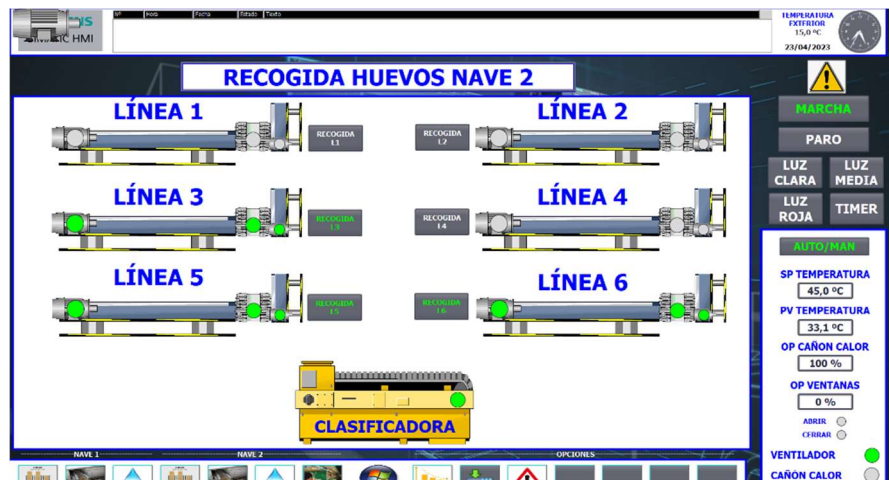 SIMATIC HMI
Nº Hora Fecha Estado Texto
TEMPERATURA
EXTERIOR
15,0 ºC
23/04/2023
RECOGIDA HUEVOS NAVE 2
LÍNEA 1
RECOGIDA
L1
LÍNEA 2
RECOGIDA
L2
LÍNEA 3
RECOGIDA
L3
LÍNEA 4
RECOGIDA
L4
LÍNEA 5
RECOGIDA
L5
LÍNEA 6
RECOGIDA
L6
CLASIFICADORA
MARCHA
PARO
LUZ
CLARA
LUZ
MEDIA
LUZ
ROJA
TIMER
AUTO/MAN
SP TEMPERATURA
45,0 ºC
PV TEMPERATURA
33,1 ºC
OP CAÑON CALOR
100 %
OP VENTANAS
0 %
ABRIR
CERRAR
VENTILADOR
CAÑÓN CALOR
NAVE 1
NAVE 2
OPCIONES